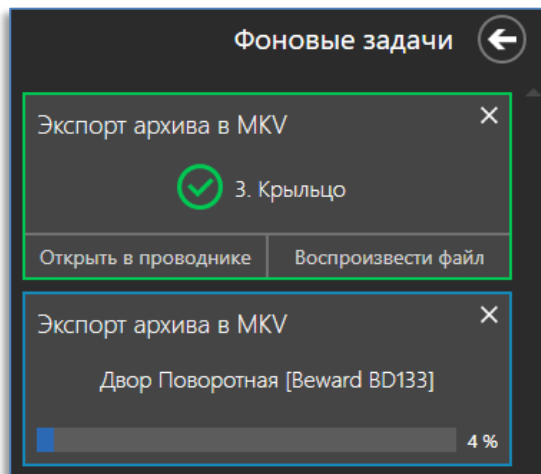 Фоновые задачи
Экспорт архива в MKV
3. Крыльцо
Открыть в проводнике
Воспроизвести файл
Экспорт архива в MKV
Двор Поворотная [Beward BD133]
4 %